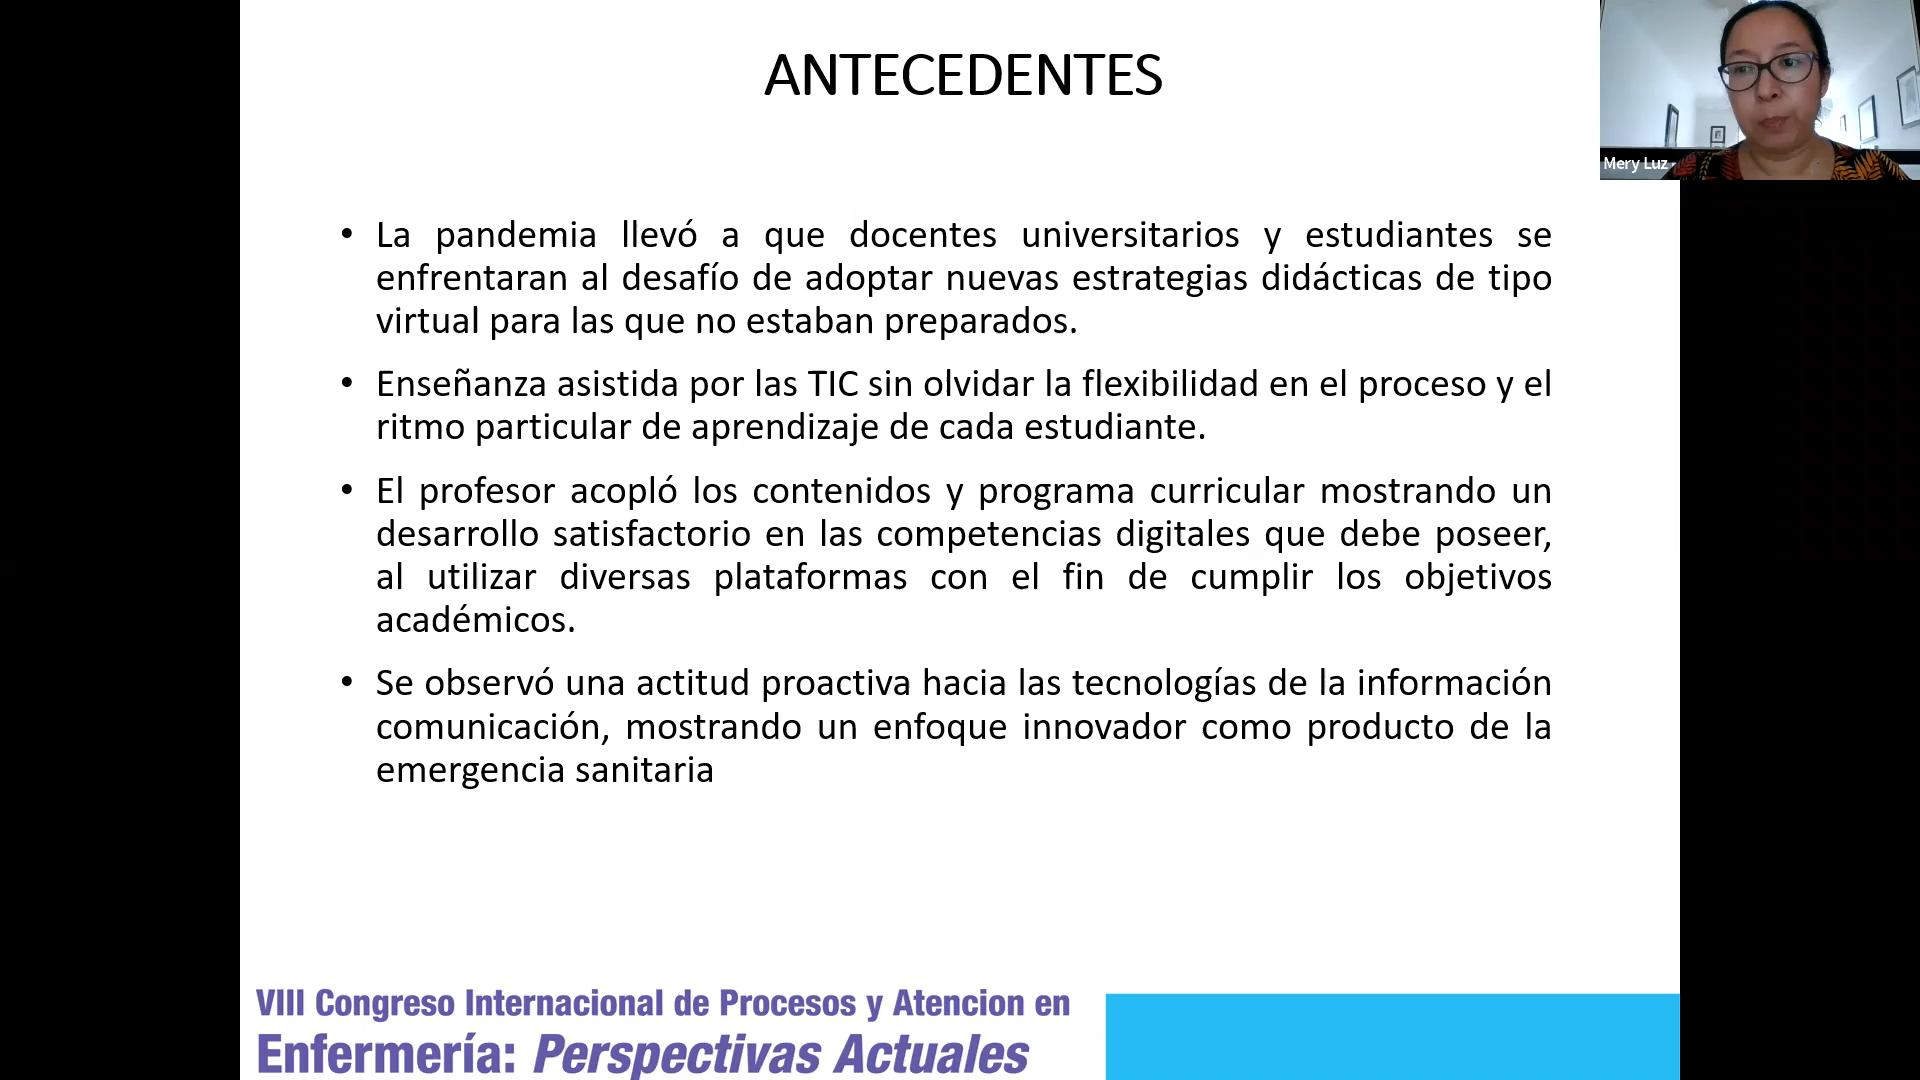 ANTECEDENTES
Mery Luz
• La pandemia llevó a que docentes universitarios y estudiantes se
enfrentaran al desafío de adoptar nuevas estrategias didácticas de tipo
virtual para las que no estaban preparados.
• Enseñanza asistida por las TIC sin olvidar la flexibilidad en el proceso y el
ritmo particular de aprendizaje de cada estudiante.
• El profesor acopló los contenidos y programa curricular mostrando un
desarrollo satisfactorio en las competencias digitales que debe poseer,
al utilizar diversas plataformas con el fin de cumplir los objetivos
académicos.
• Se observó una actitud proactiva hacia las tecnologías de la información
comunicación, mostrando un enfoque innovador como producto de la
emergencia sanitaria
VIII Congreso Internacional de Procesos y Atencion en
Enfermería: Perspectivas Actuales